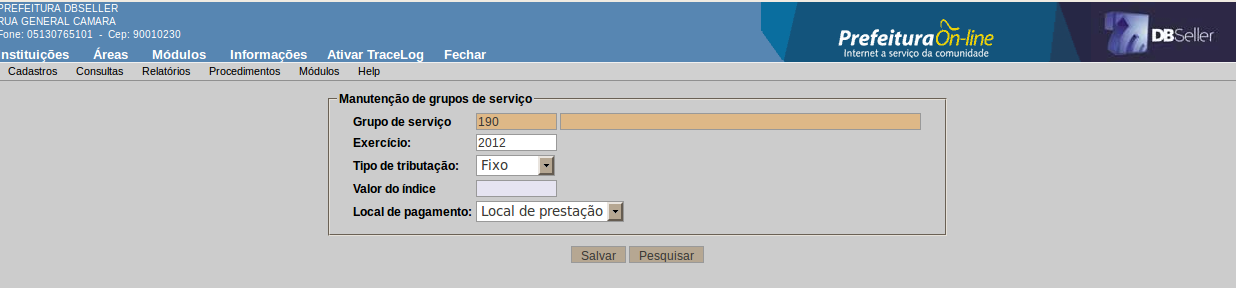 PREFEITURA DBSELLER
RUA GENERAL CAMARA
Fone: 05130765101 - Cep: 90010230
nstituições Áreas Módulos Informações Ativar TraceLog Fechar
PrefeituraOn-line
Internet a serviço da comunidade
DBSeller
Cadastros Consultas Relatórios Procedimentos Módulos Help
Manutenção de grupos de serviço
Grupo de serviço 190
Exercício: 2012
Tipo de tributação: Fixo
Valor do índice
Local de pagamento: Local de prestação
Salvar Pesquisar